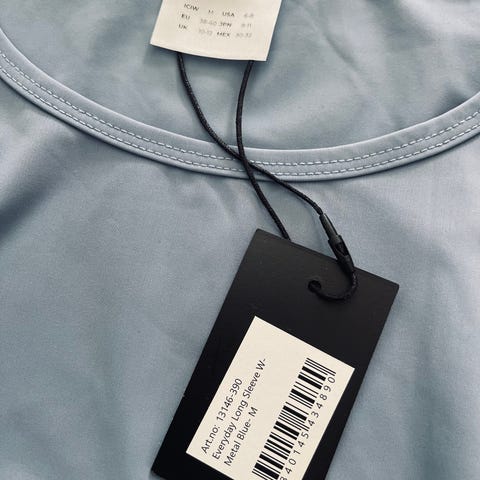 ICIW M USA 6-8
EU 38-40 JPN 9-11
UK 10-12 MEX 30-32
Art.no: 13146-390
Everyday Long Sleeve W-
Metal Blue- M
340145434890